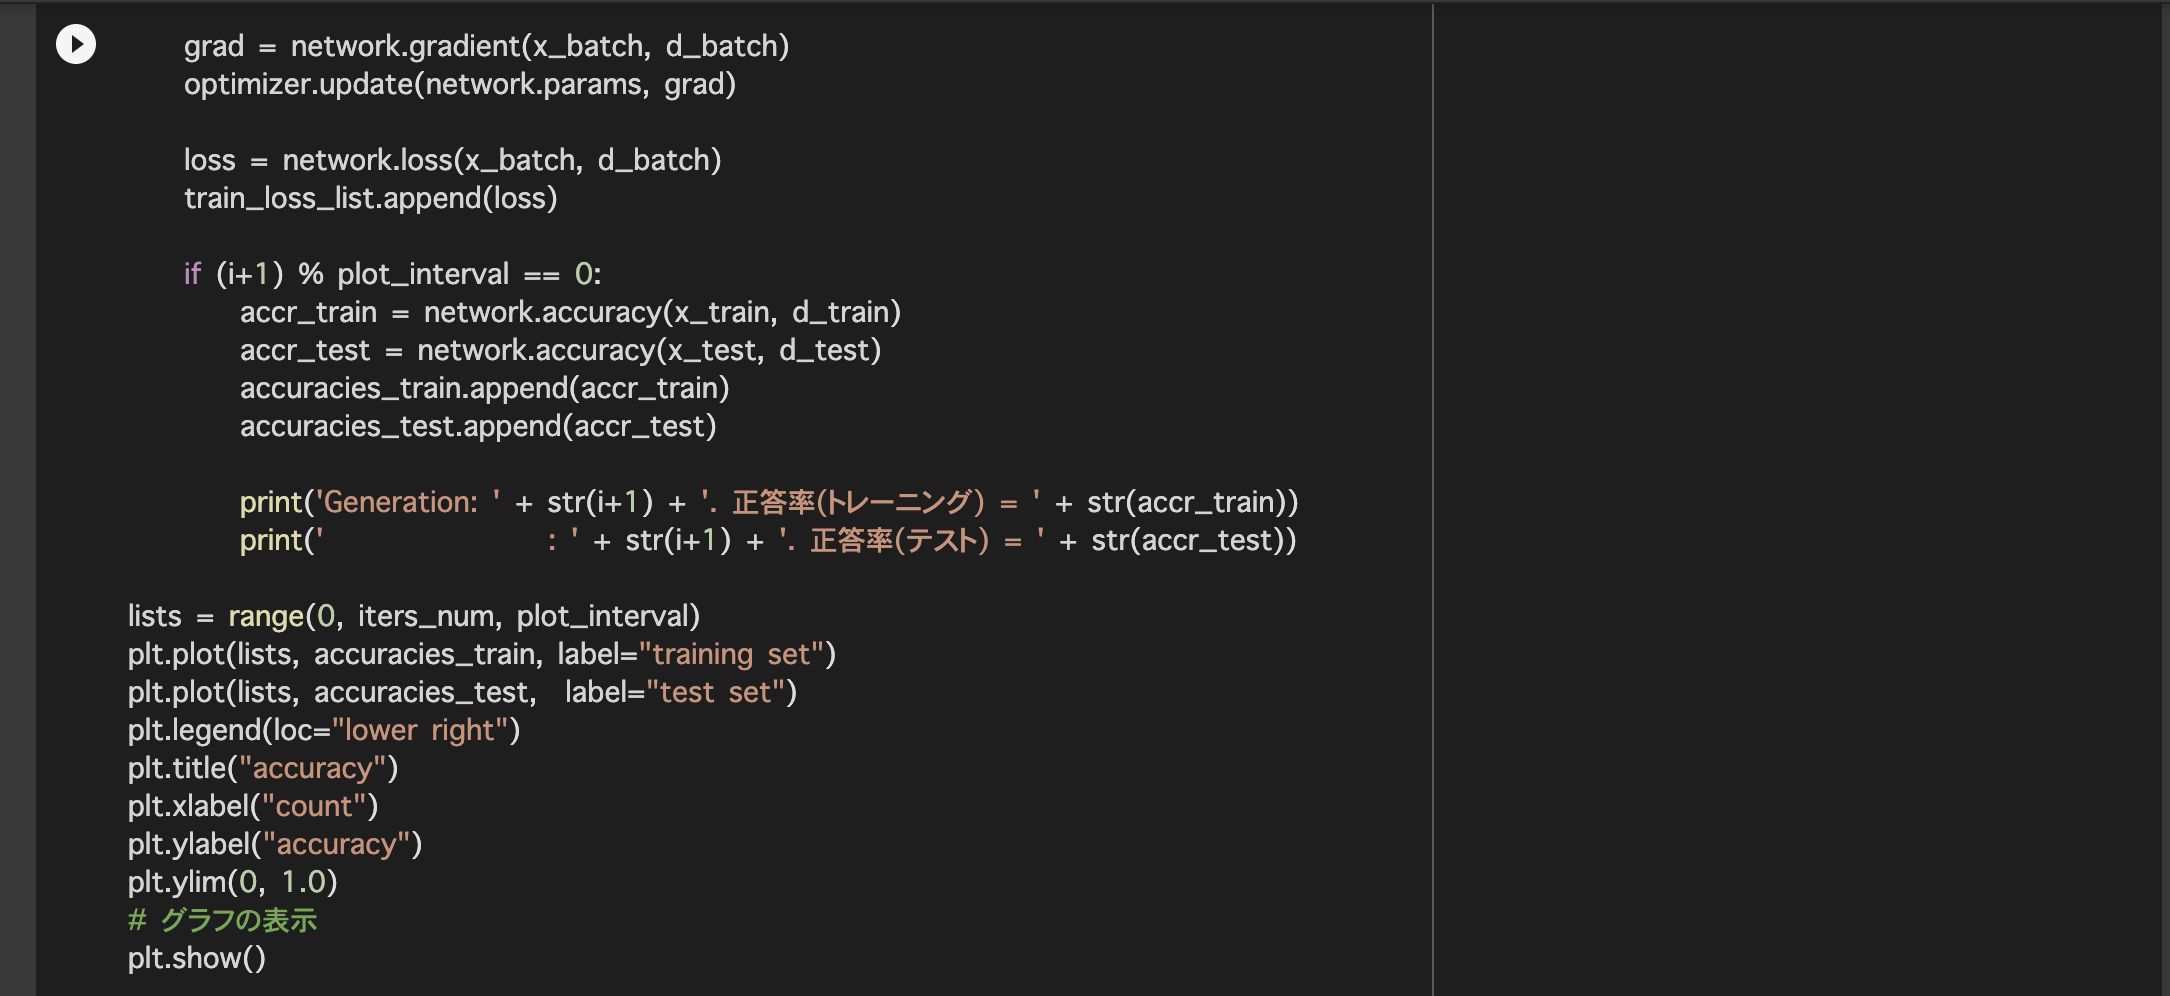 grad = network.gradient(x_batch, d_batch)
optimizer.update(network.params, grad)
loss = network.loss(x_batch, d_batch)
train_loss_list.append(loss)
if (i+1) % plot_interval == 0:
accr_train = network.accuracy(x_train, d_train)
accr_test = network.accuracy(x_test, d_test)
accuracies_train.append(accr_train)
accuracies_test.append(accr_test)
print('Generation: ' + str(i+1) + '. 正答率(トレーニング) = ' + str(accr_train))
print('                : ' + str(i+1) + '. 正答率(テスト) = ' + str(accr_test))
lists = range(0, iters_num, plot_interval)
plt.plot(lists, accuracies_train, label="training set")
plt.plot(lists, accuracies_test,  label="test set")
plt.legend(loc="lower right")
plt.title("accuracy")
plt.xlabel("count")
plt.ylabel("accuracy")
plt.ylim(0, 1.0)
# グラフの表示
plt.show()